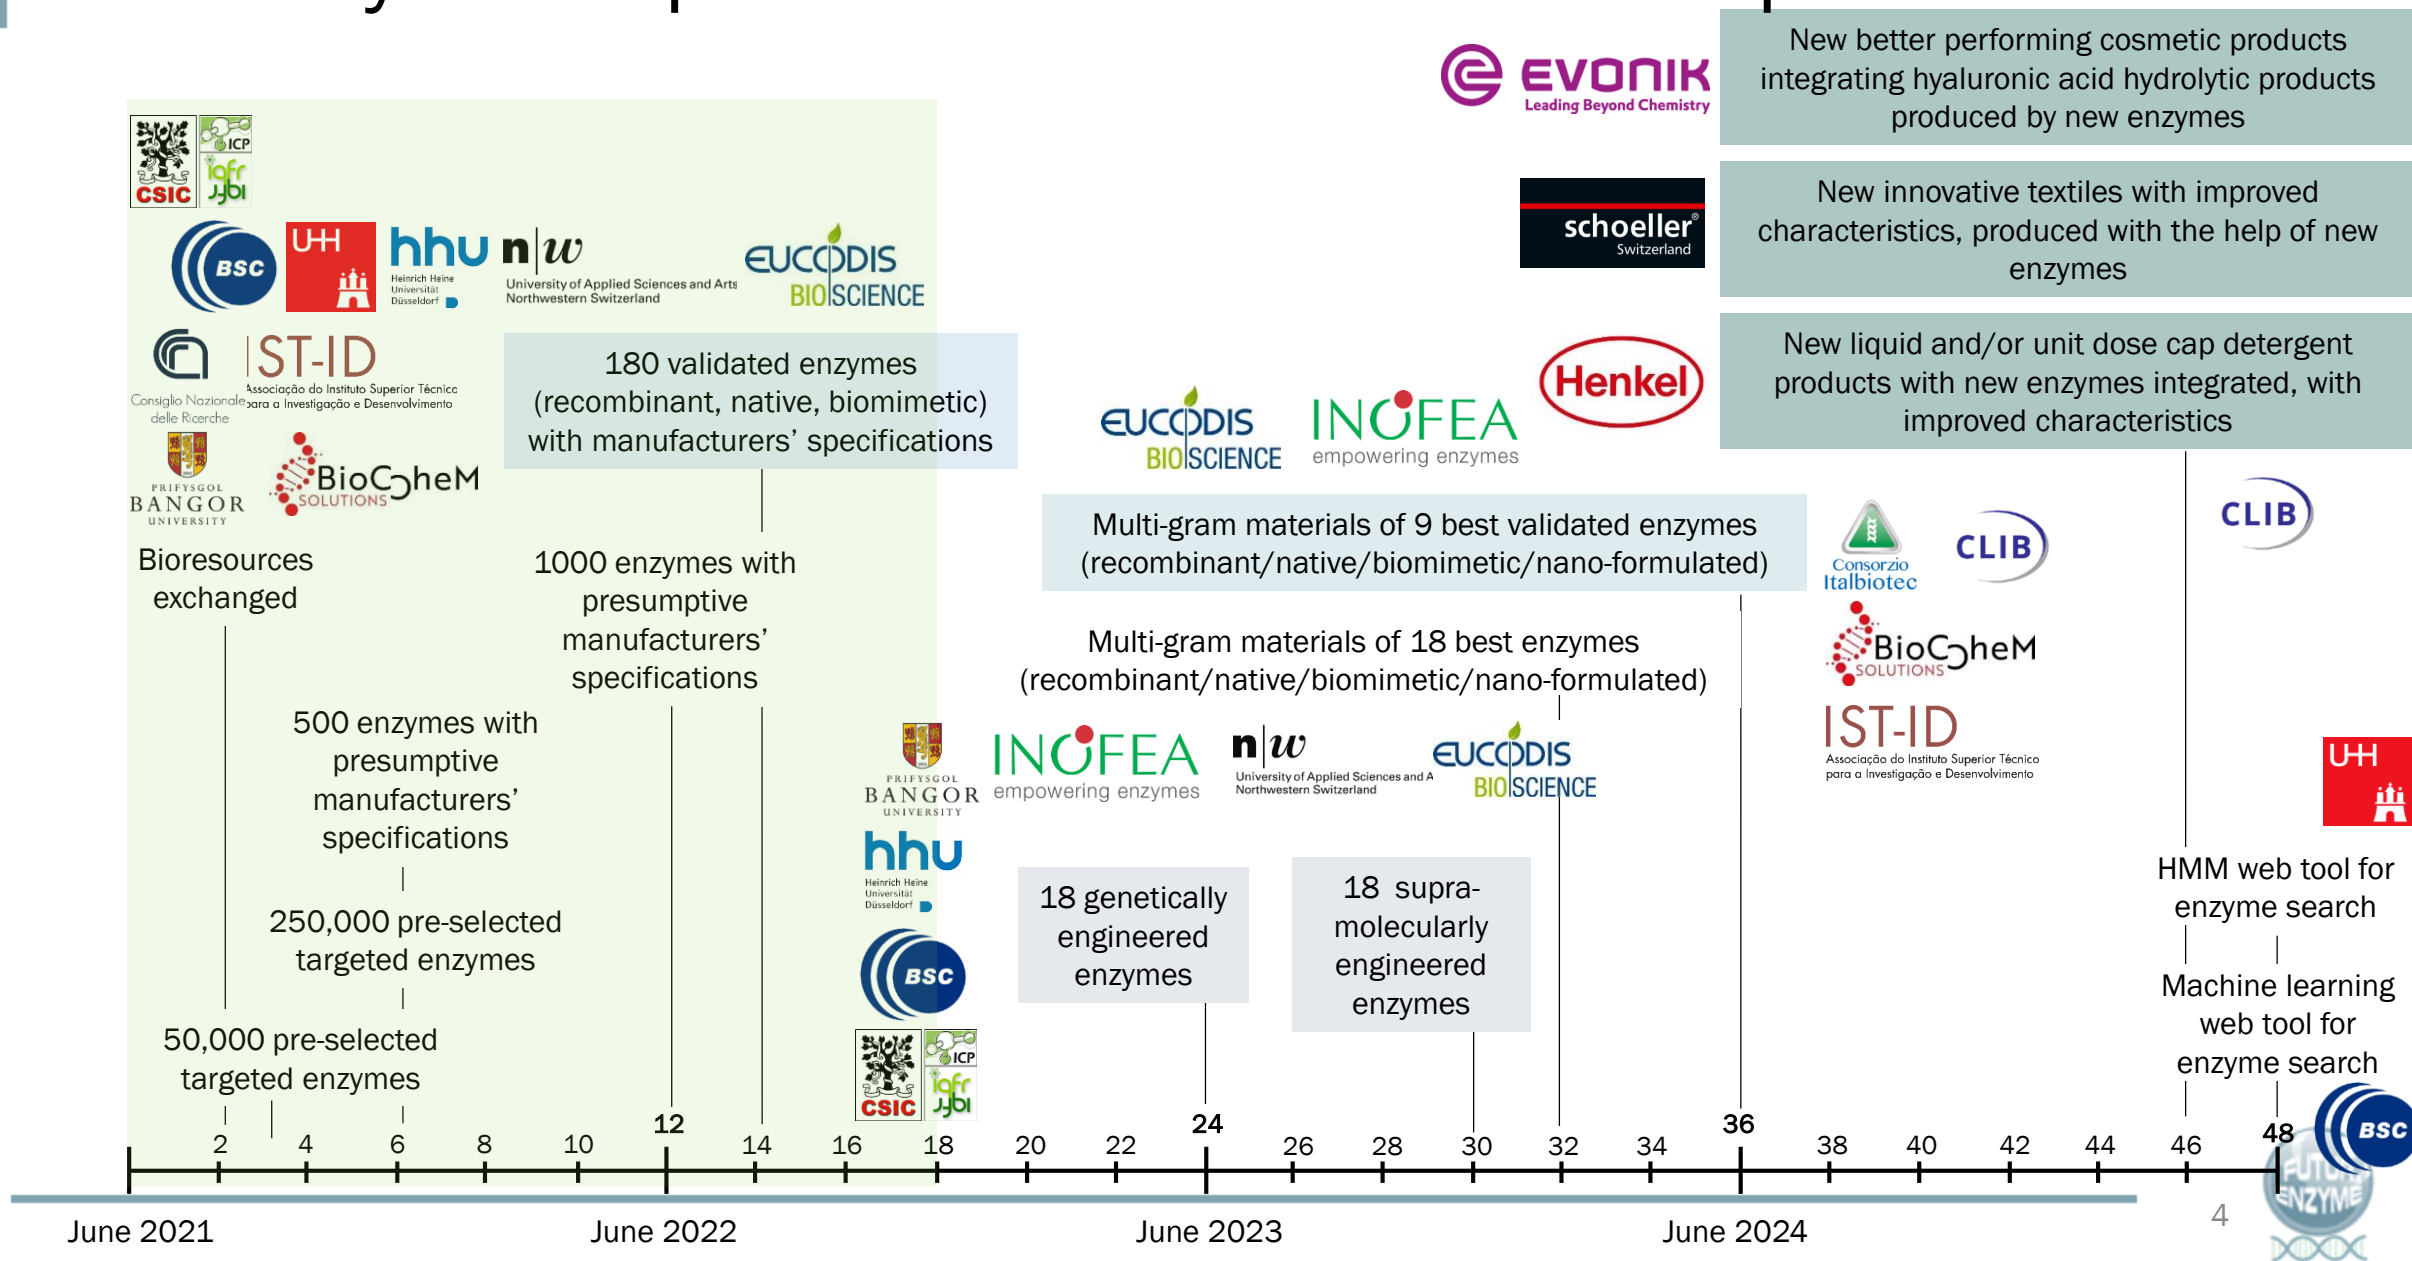 New better performing cosmetic products
integrating hyaluronic acid hydrolytic products
produced by new enzymes
EVONIK
Leading Beyond Chemistry
CSIC
ICP
schoeller®
Switzerland
New innovative textiles with improved
characteristics, produced with the help of new
enzymes
BSC
UHH
hhu
Heinrich Heine
Universität
Düsseldorf
n|w
University of Applied Sciences and Arts
Northwestern Switzerland
EUCODIS
BIOSCIENCE
Consiglio Nazionale
delle Ricerche
IST-ID
Associação do Instituto Superior Técnico
para a Investigação e Desenvolvimento
180 validated enzymes
(recombinant, native, biomimetic)
with manufacturers’ specifications
Henkel
New liquid and/or unit dose cap detergent
products with new enzymes integrated, with
improved characteristics
EUCODIS
BIOSCIENCE
INOFEA
empowering enzymes
PRIFYSGOL
BANGOR
UNIVERSITY
BioCheM
SOLUTIONS
Multi-gram materials of 9 best validated enzymes
(recombinant/native/biomimetic/nano-formulated)
Consorzio
Italbiotec
CLIB
CLIB
Bioresources
exchanged
1000 enzymes with
presumptive
manufacturers’
specifications
Multi-gram materials of 18 best enzymes
(recombinant/native/biomimetic/nano-formulated)
BioCheM
SOLUTIONS
500 enzymes with
presumptive
manufacturers’
specifications
PRIFYSGOL
BANGOR
UNIVERSITY
INOFEA
empowering enzymes
n|w
University of Applied Sciences and A
Northwestern Switzerland
EUCODIS
BIOSCIENCE
IST-ID
Associação do Instituto Superior Técnico
para a Investigação e Desenvolvimento
UHH
hhu
Heinrich Heine
Universität
Düsseldorf
250,000 pre-selected
targeted enzymes
BSC
18 genetically
engineered
enzymes
18 supra-
molecularly
engineered
enzymes
HMM web tool for
enzyme search
Machine learning
web tool for
enzyme search
50,000 pre-selected
targeted enzymes
CSIC
ICP
BSC
2 4 6 8 10 12 14 16 18 20 22 24 26 28 30 32 34 36 38 40 42 44 46 48
ENZYME
June 2021 June 2022 June 2023 June 2024
4